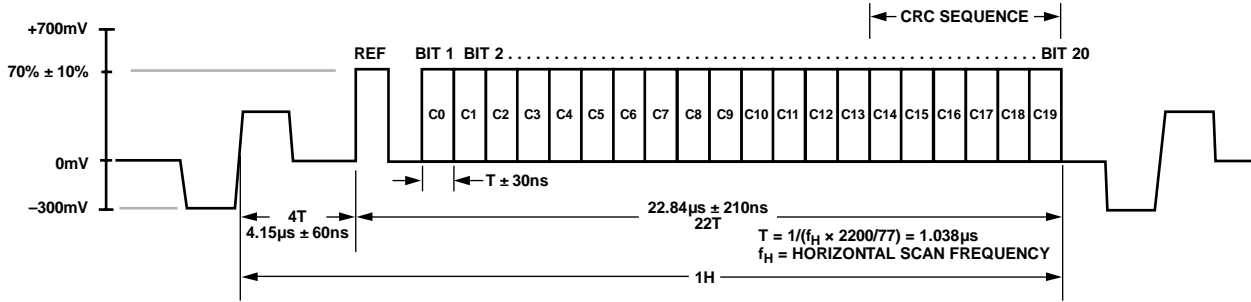 CRC SEQUENCE
+700mV
REF
BIT 1 BIT 2 . . . . . . . . . . . . . . . . . . . . . . . . . . . . . . . . . . . . . . . . . . . . . . . . . . . . . . . . . . . . . . BIT 20
70% ± 10%
C0 C1 C2 C3 C4 C5 C6 C7 C8 C9 C10 C11 C12 C13 C14 C15 C16 C17 C18 C19
0mV
T ± 30ns
–300mV
4T
4.15µs ± 60ns
22.84µs ± 210ns
22T
T = 1/(fH × 2200/77) = 1.038µs
fH = HORIZONTAL SCAN FREQUENCY
1H